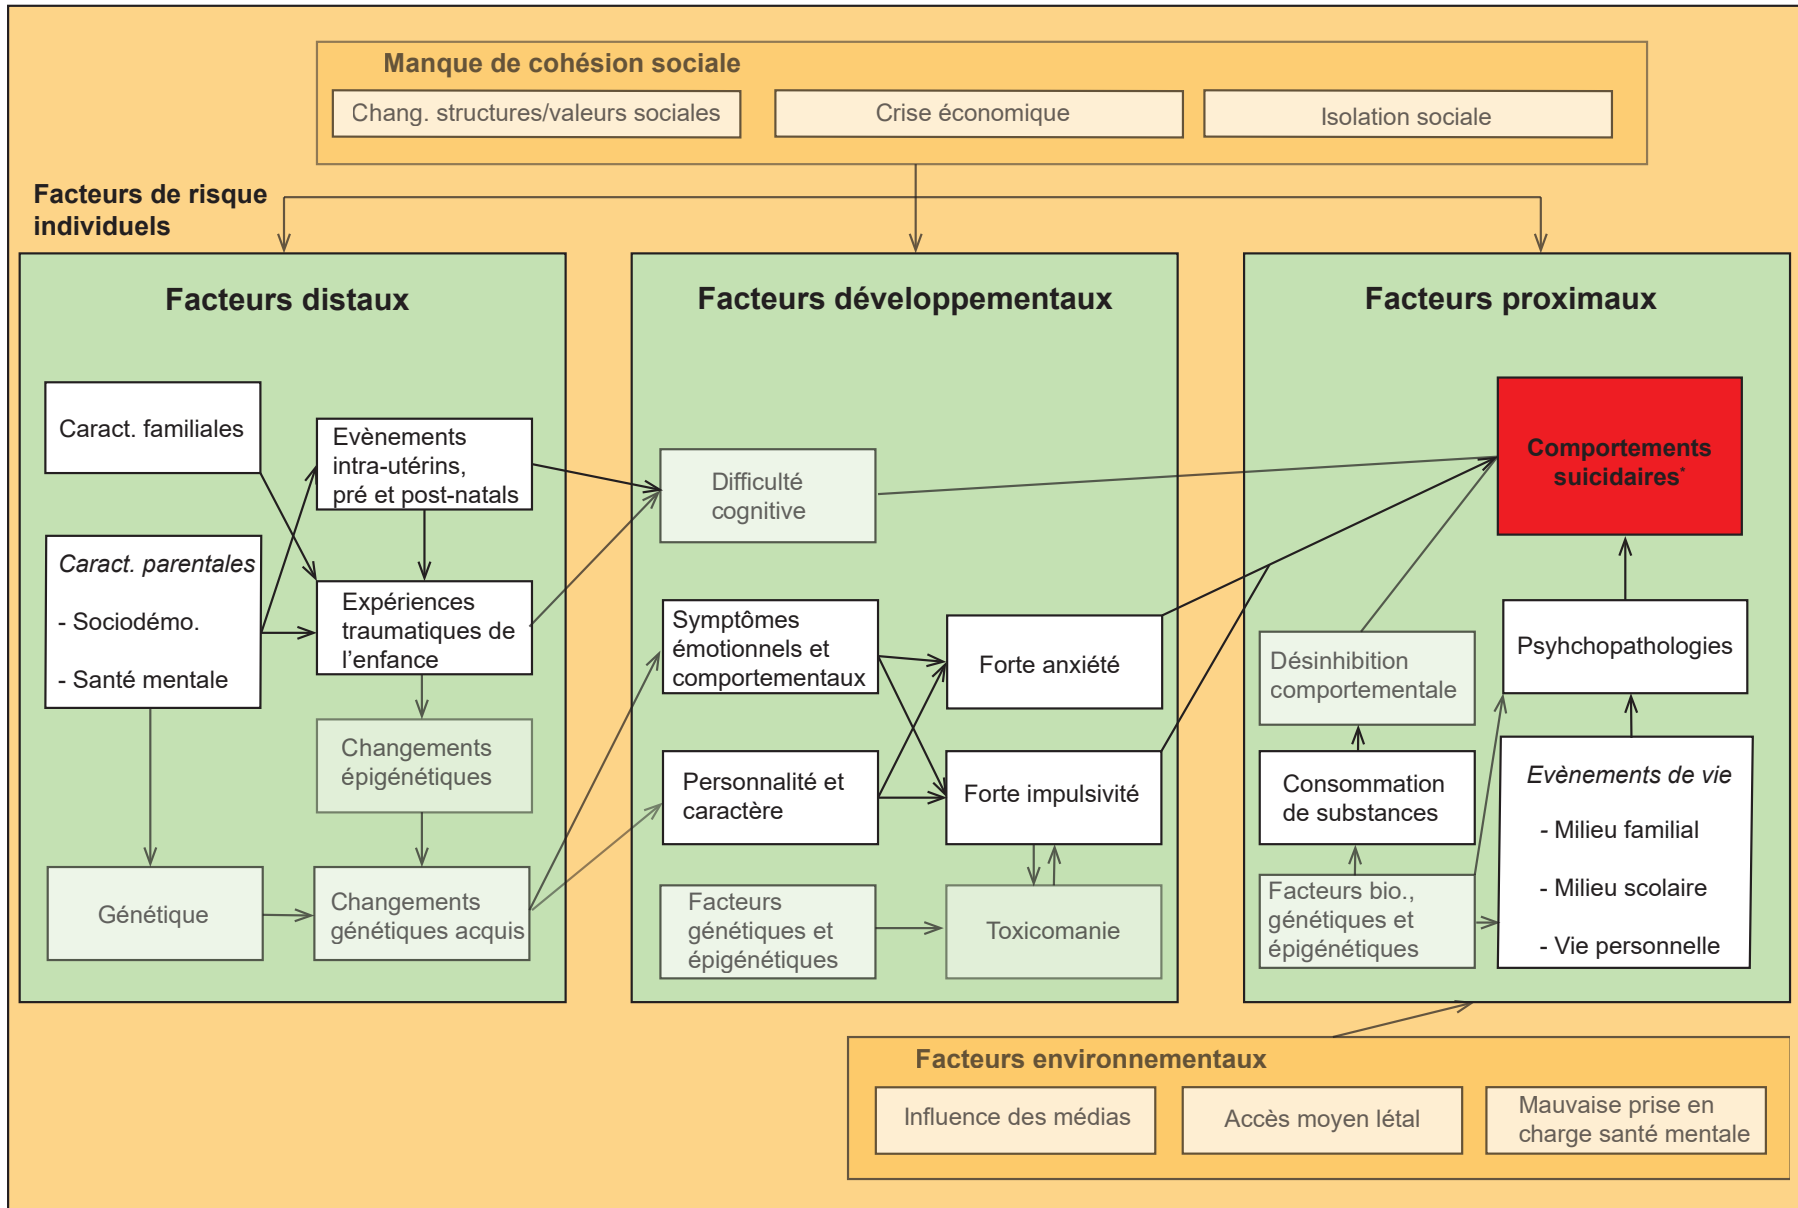 Manque de cohésion sociale
Chang. structures/valeurs sociales
Crise économique
Isolation sociale
Facteurs de risque
individuels
Facteurs distaux
Caract. familiales
Evènements
intra-utérins,
pré et post-natals
Caract. parentales
- Sociodémo.
- Santé mentale
Expériences
traumatiques de
l’enfance
Changements
épigénétiques
Génétique
Changements
génétiques acquis
Facteurs développementaux
Difficulté
cognitive
Symptômes
émotionnels et
comportementaux
Forte anxiété
Personnalité et
caractère
Forte impulsivité
Facteurs
génétiques et
épigénétiques
Toxicomanie
Facteurs proximaux
Comportements
suicidaires*
Désinhibition
comportementale
Psyhchopathologies
Consommation
de substances
Evènements de vie
- Milieu familial
- Milieu scolaire
- Vie personnelle
Facteurs bio.,
génétiques et
épigénétiques
Facteurs environnementaux
Influence des médias
Accès moyen létal
Mauvaise prise en
charge santé mentale